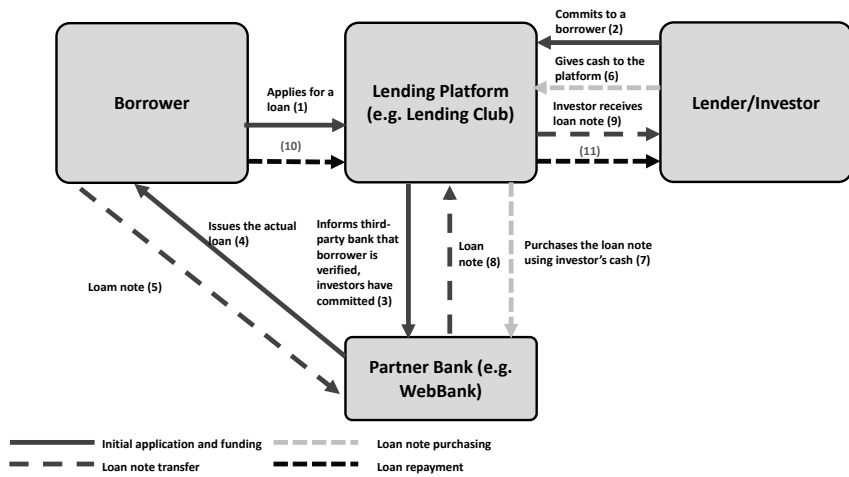 Commits to a
borrower (2)
Gives cash to the
platform (6)
Borrower
Applies for a
loan (1)
Lending Platform
(e.g. Lending Club)
Lender/Investor
Investor receives
loan note (9)
(10)
(11)
Issues the actual
loan (4)
Informs third-
party bank that
borrower is
verified,
investors have
committed (3)
Loan
note (8)
Purchases the loan note
using investor's cash (7)
Loam note (5)
Partner Bank (e.g.
WebBank)
Initial application and funding
Loan note purchasing
Loan note transfer
Loan repayment